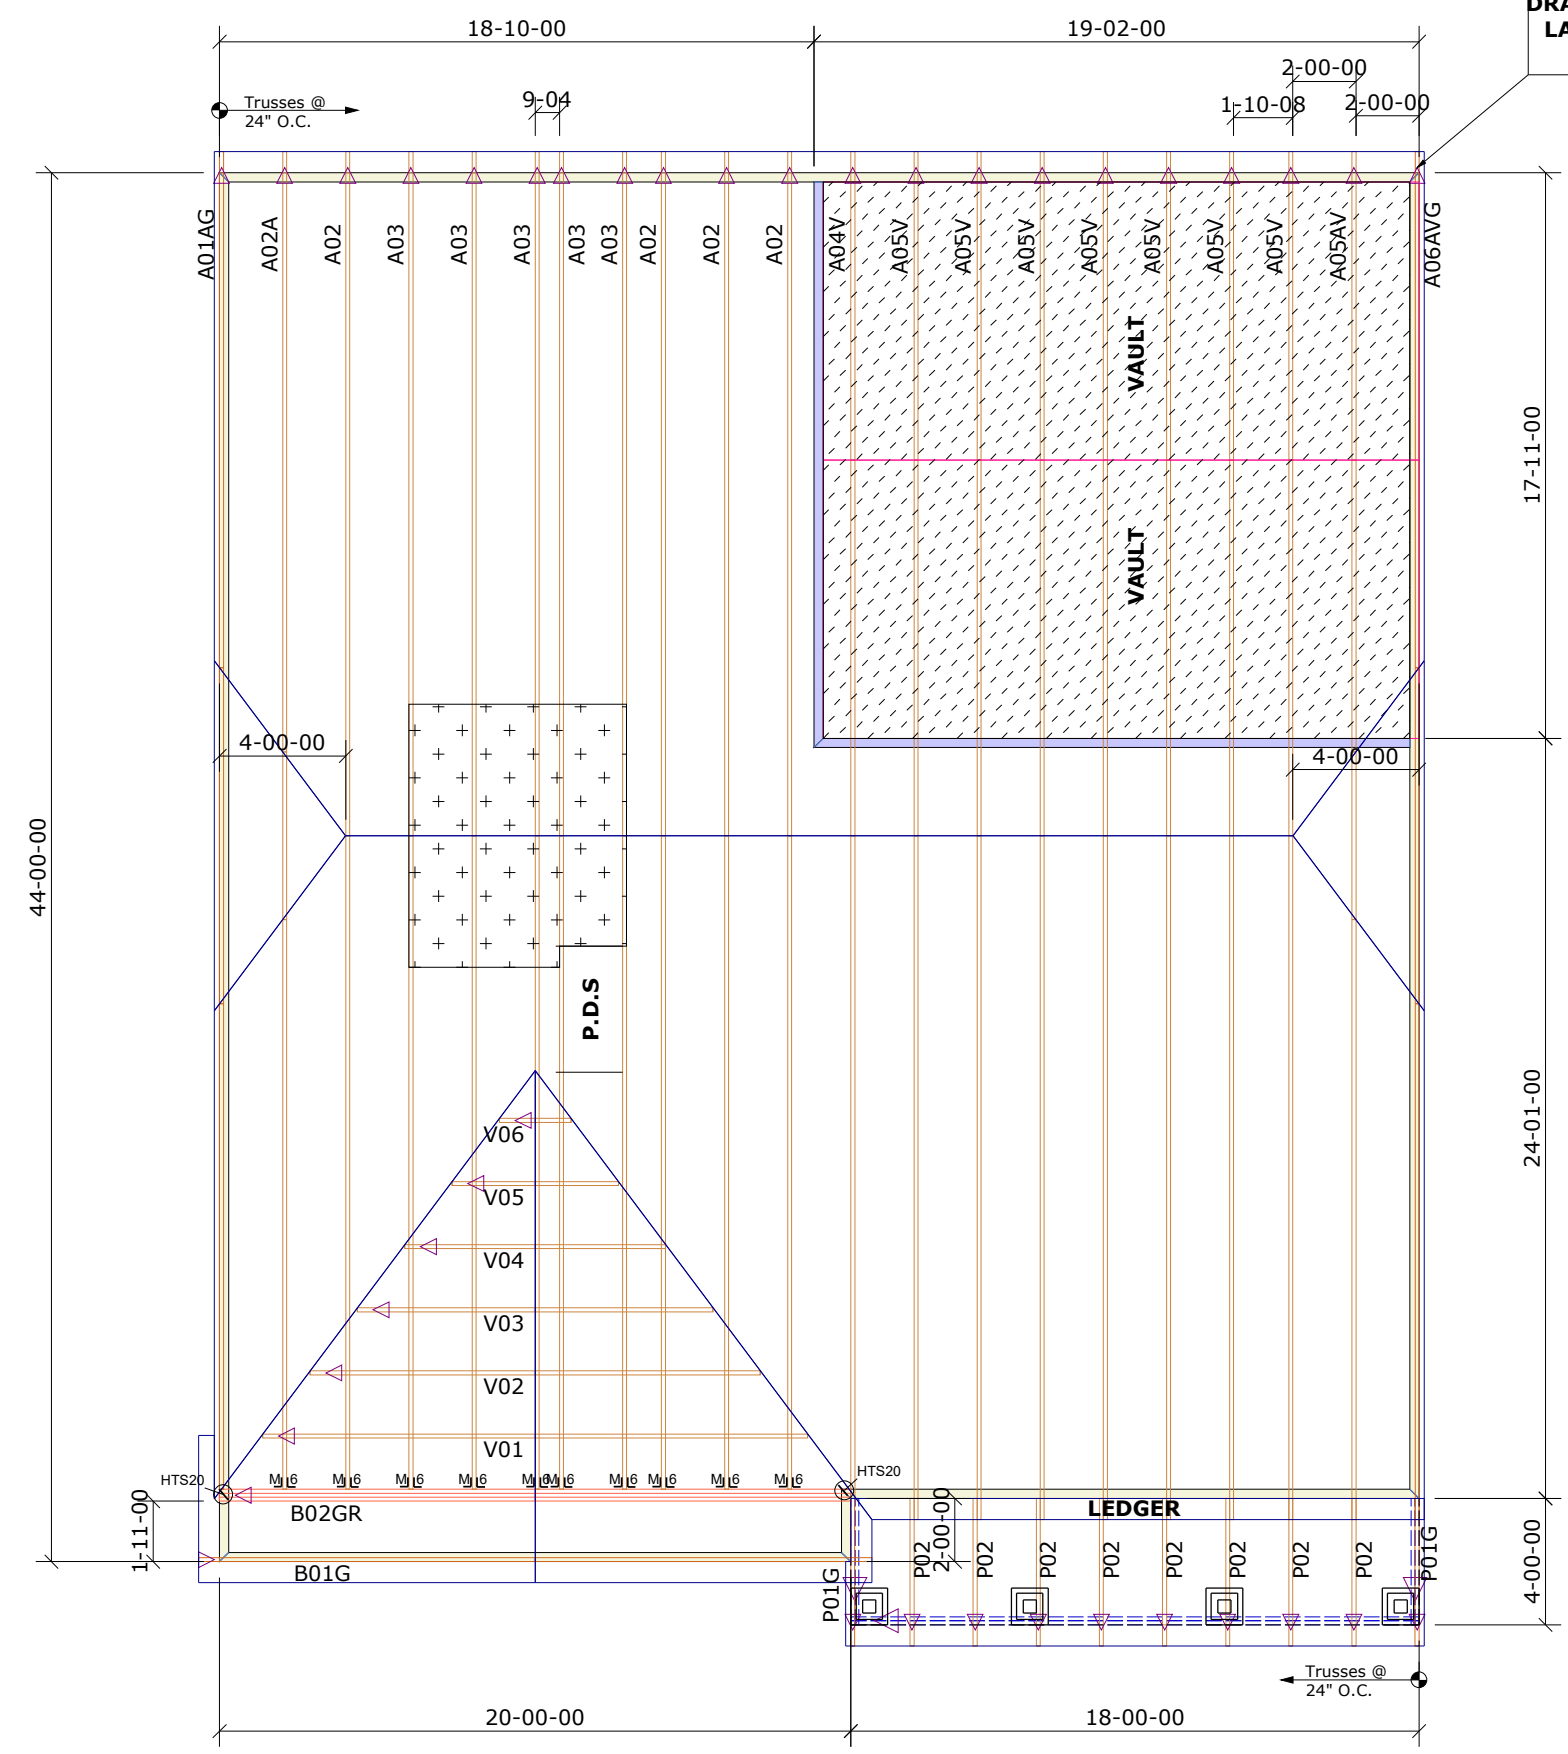 DRA
LA
18-10-00
19-02-00
2-00-00
9-04
1-10-08
2-00-00
Trusses @
24" O.C.
A01AG
A02A
A02
A03
A03
A03
A03
A03
A02
A02
A02
A04V
A05V
A05V
A05V
A05V
A05V
A05V
A05V
A05AV
A06AVG
VAULT
VAULT
17-11-00
4-00-00
4-00-00
44-00-00
P.D.S
24-01-00
V06
V05
V04
V03
V02
V01
HTS20
HTS20
B02GR
LEDGER
1-11-00
2-00-00
B01G
P01G
P02
P02
P02
P02
P02
P02
P02
P02
P01G
4-00-00
Trusses @
24" O.C.
20-00-00
18-00-00